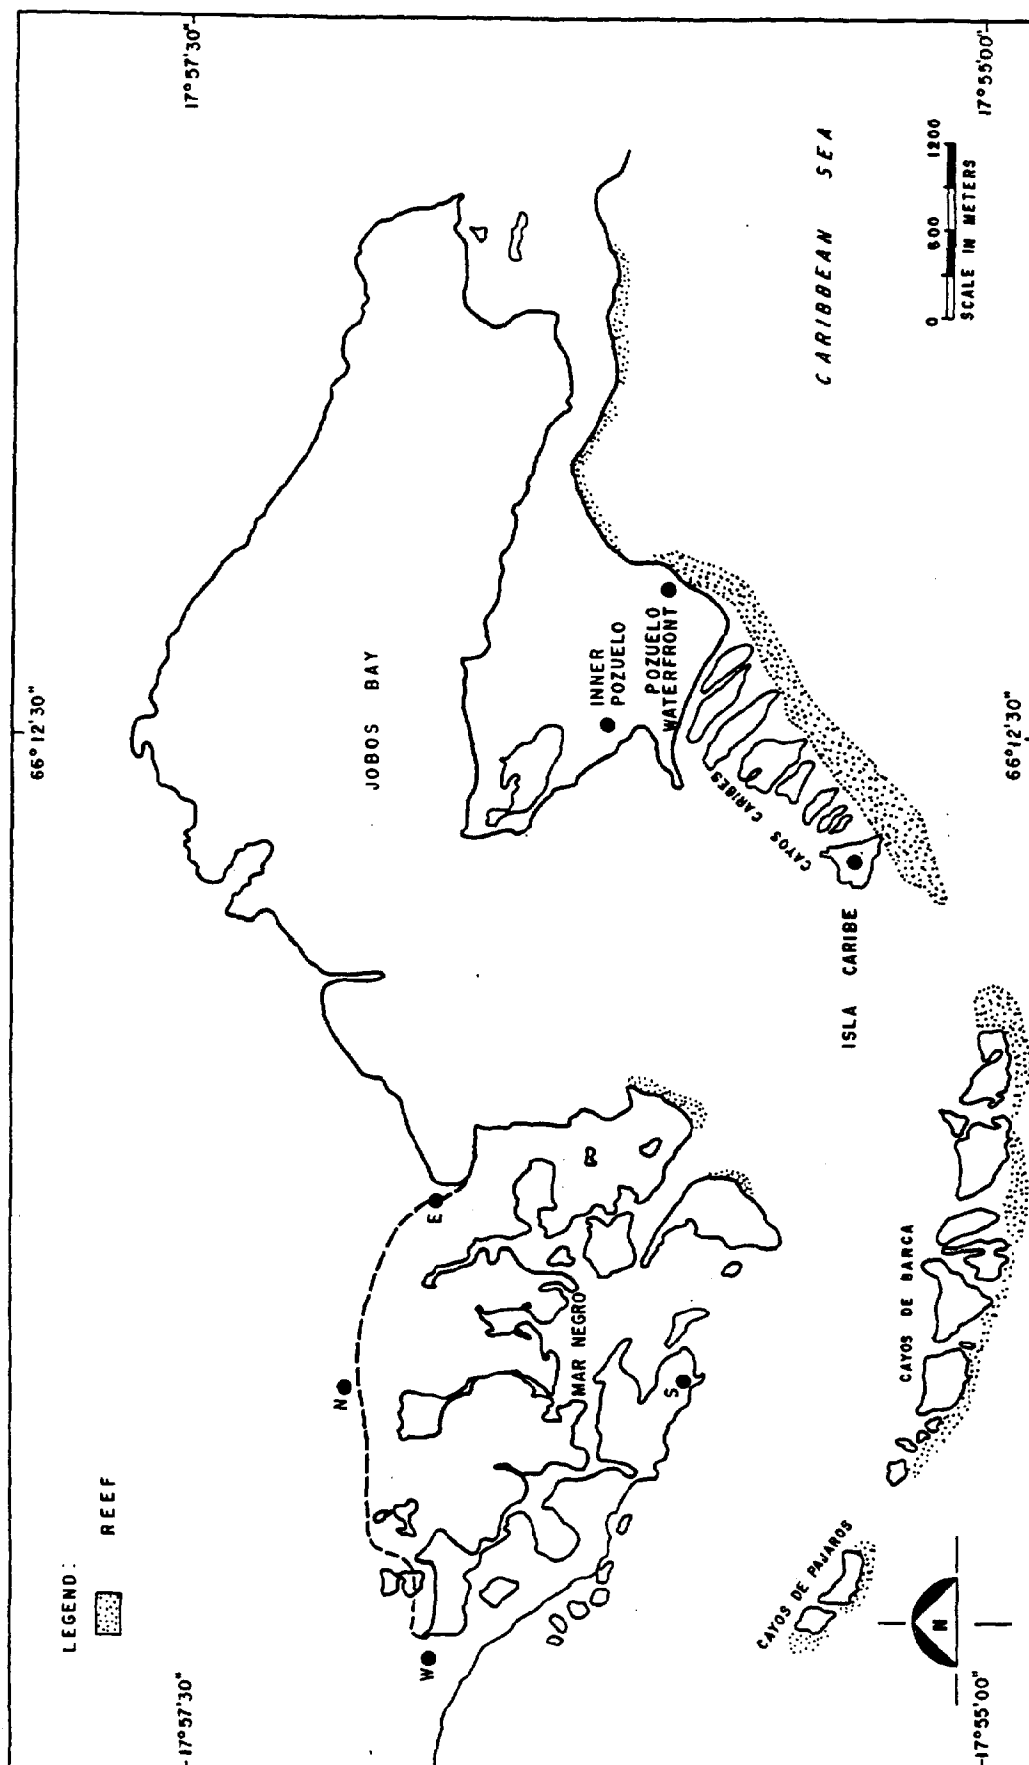 LEGEND:
REEF
66°12'30"
17°57'30"
17°57'30"
JOBOS BAY
N
E
W
S
MAR NEGRO
INNER
POZUELO
POZUELO
WATERFRONT
CAYOS CARIBES
ISLA CARIBE
CARIBBEAN SEA
CAYOS DE BARCA
CAYOS DE PAJAROS
N
0 600 1200
SCALE IN METERS
17°55'00"
17°55'00"
66°12'30"